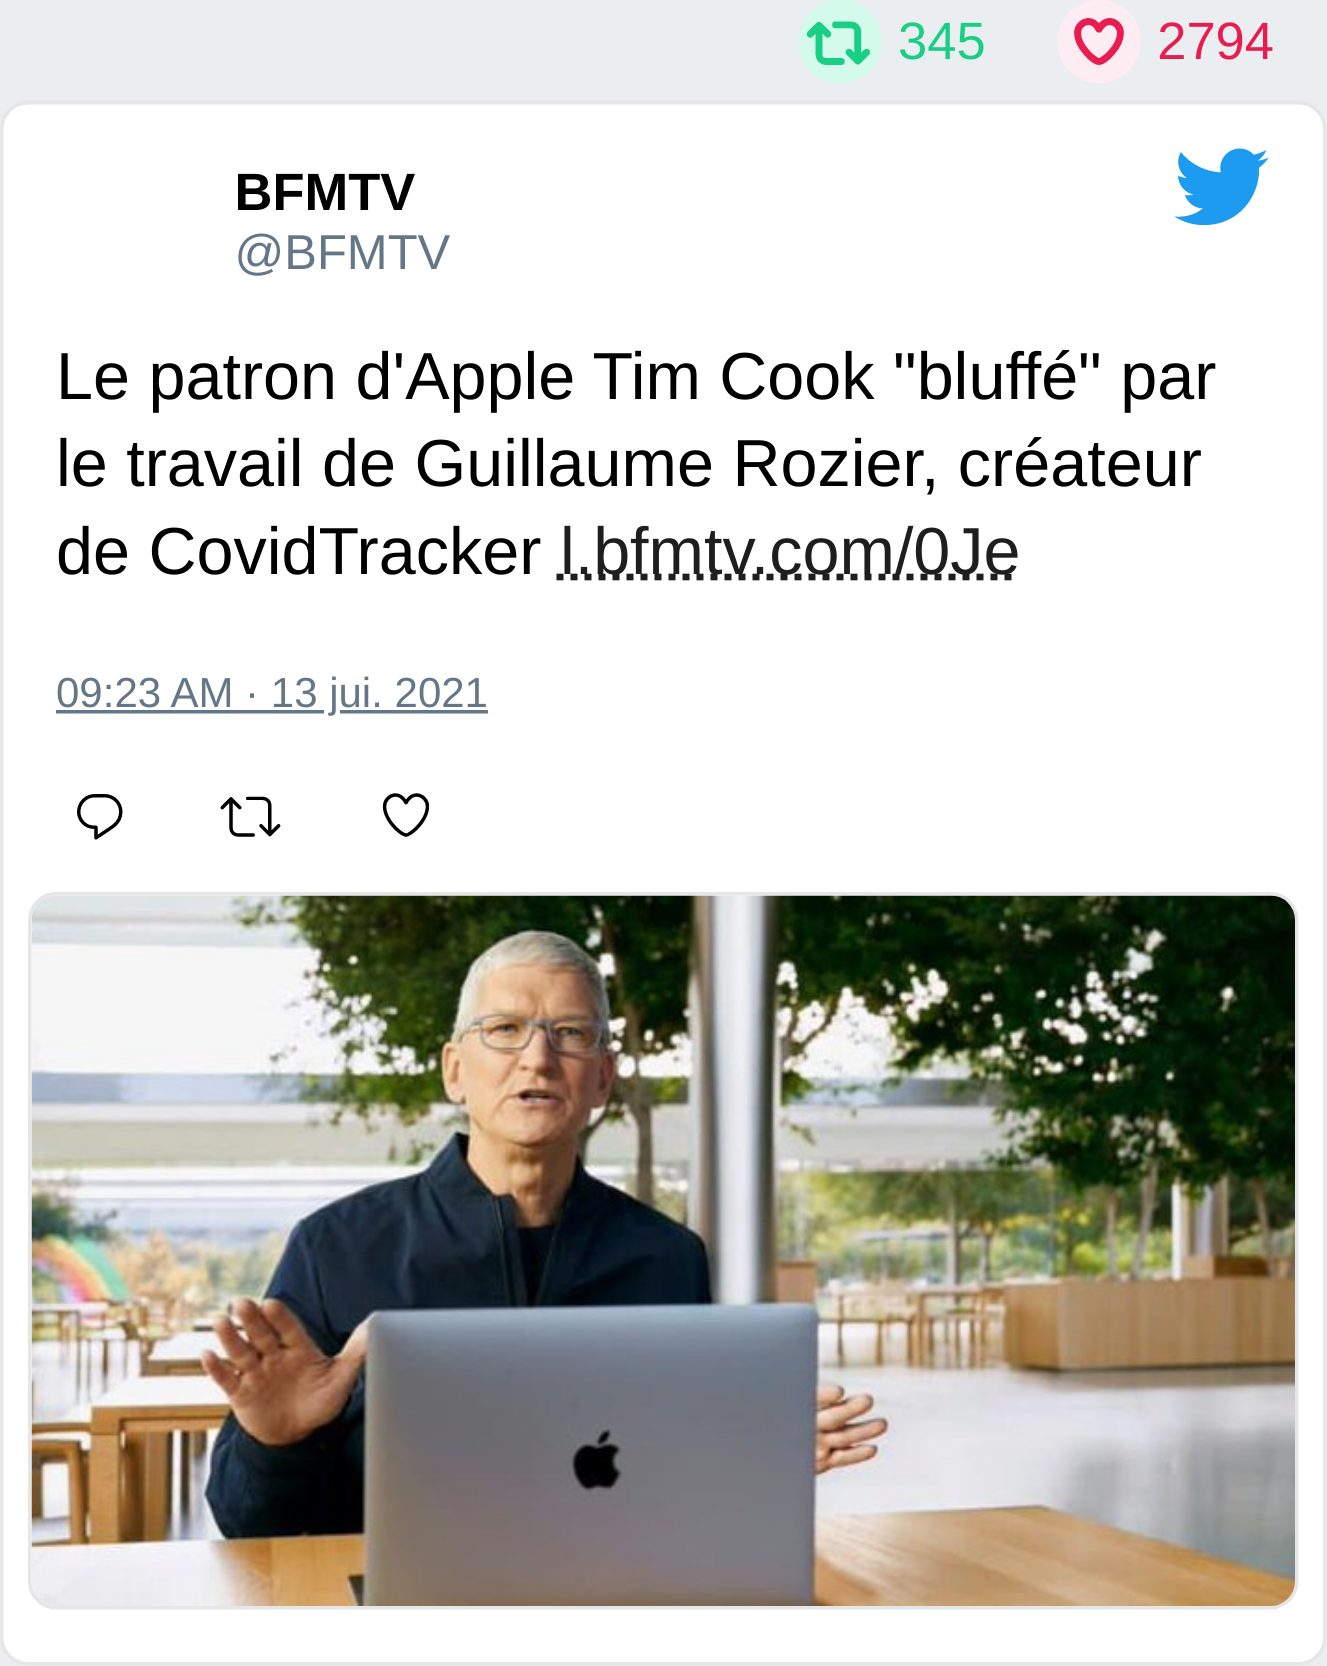 345 2794
BFMTV
@BFMTV
Le patron d'Apple Tim Cook "bluffé" par
le travail de Guillaume Rozier, créateur
de CovidTracker l.bfmtv.com/0Je
09:23 AM · 13 jui. 2021